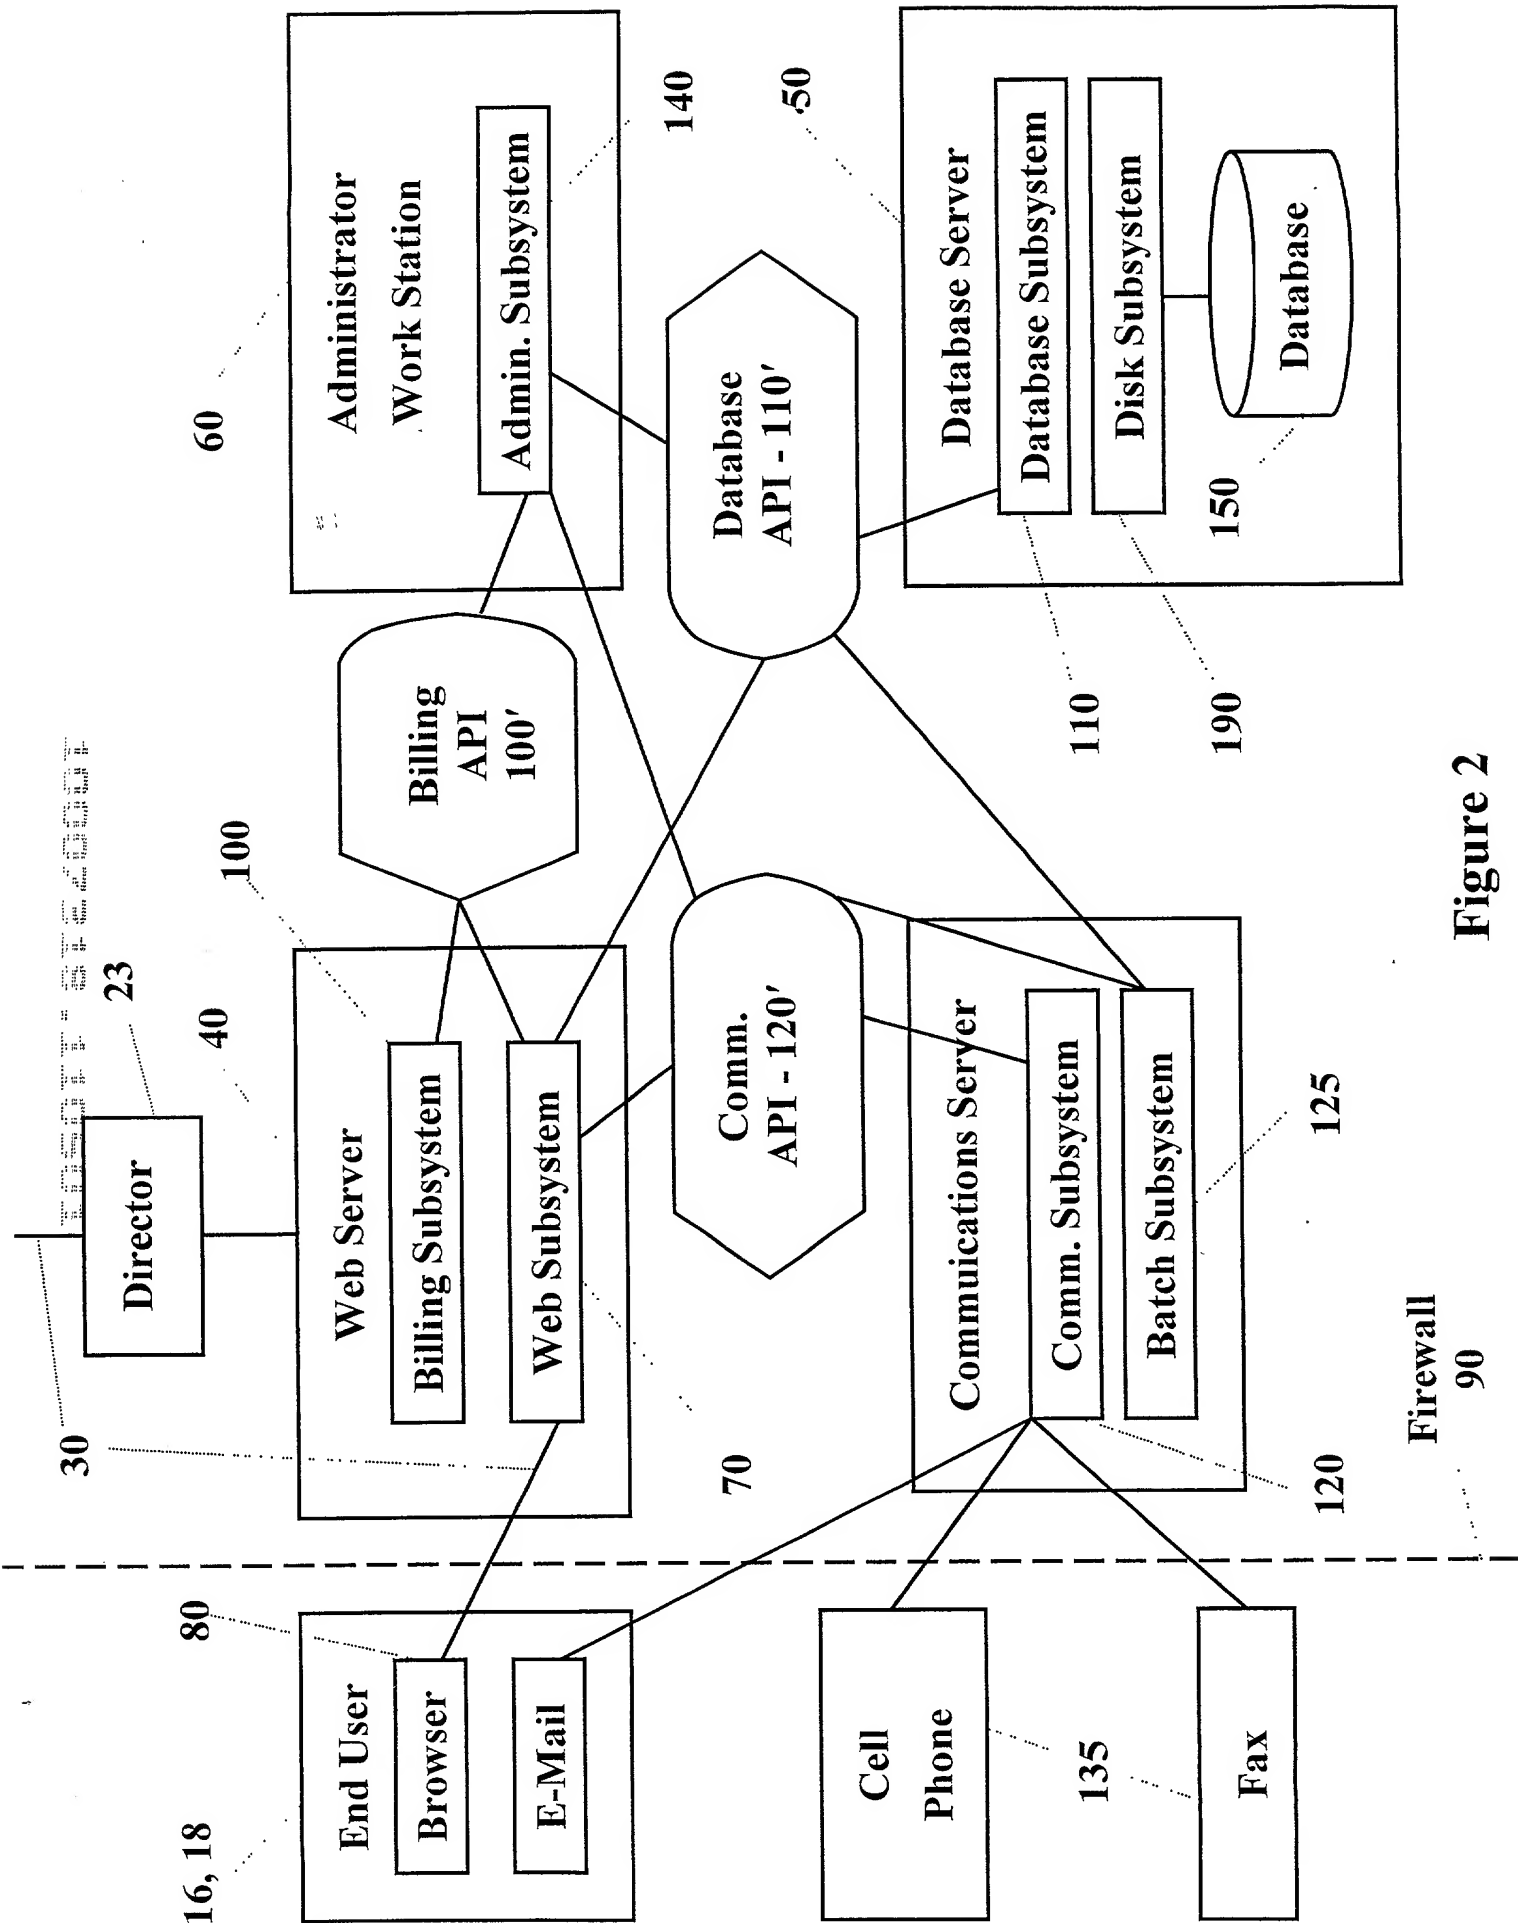 16, 18
80
30
Director
23
40
100
60
End User
Browser
E-Mail
Web Server
Billing Subsystem
Web Subsystem
Billing
API
100′
Administrator
Work Station
Admin. Subsystem
70
140
Comm.
API - 120′
Database
API - 110′
50
Cell
Phone
135
Fax
Commuications Server
Comm. Subsystem
Batch Subsystem
120
125
Database Server
Database Subsystem
Disk Subsystem
Database
110
190
150
Firewall
90
Figure 2